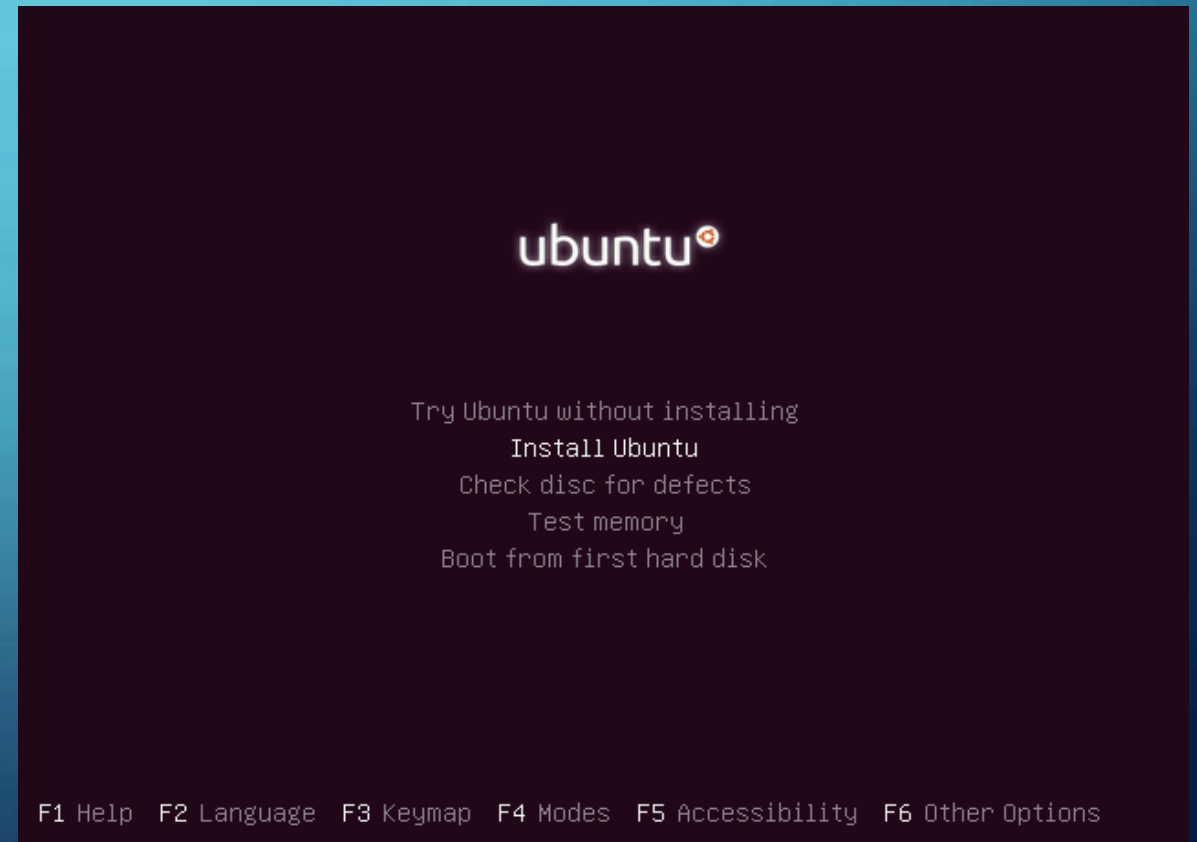 ubuntu
Try Ubuntu without installing
Install Ubuntu
Check disc for defects
Test memory
Boot from first hard disk
F1 Help F2 Language F3 Keymap F4 Modes F5 Accessibility F6 Other Options